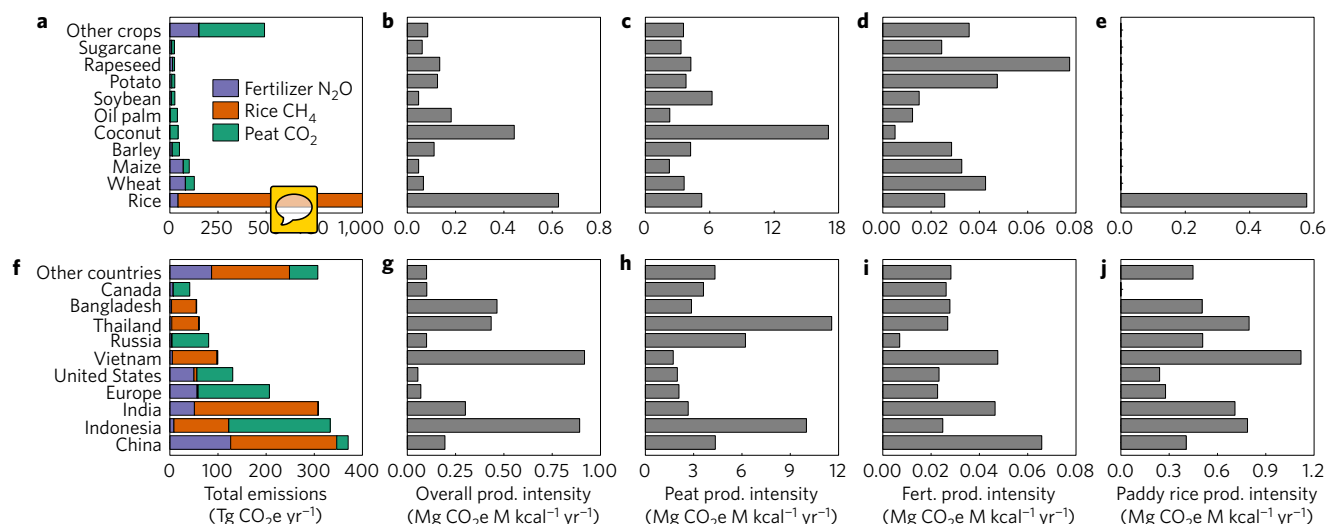 a
b
c
d
e
Other crops
Sugarcane
Rapeseed
Potato
Soybean
Oil palm
Coconut
Barley
Maize
Wheat
Rice
Fertilizer N₂O
Rice CH₄
Peat CO₂
0 250 50 1,000
0.0 0.2 0.4 0.6 0.8
0 6 12 18
0.00 0.02 0.04 0.06 0.08
0.0 0.2 0.4 0.6
f
g
h
i
j
Other countries
Canada
Bangladesh
Thailand
Russia
Vietnam
United States
Europe
India
Indonesia
China
0 100 200 300 400
0.00 0.25 0.50 0.75 1.00
0 3 6 9 12
0.00 0.02 0.04 0.06 0.08
0.0 0.3 0.6 0.9 1.2
Total emissions
(Tg CO₂e yr⁻¹)
Overall prod. intensity
(Mg CO₂e M kcal⁻¹ yr⁻¹)
Peat prod. intensity
(Mg CO₂e M kcal⁻¹ yr⁻¹)
Fert. prod. intensity
(Mg CO₂e M kcal⁻¹ yr⁻¹)
Paddy rice prod. intensity
(Mg CO₂e M kcal⁻¹ yr⁻¹)